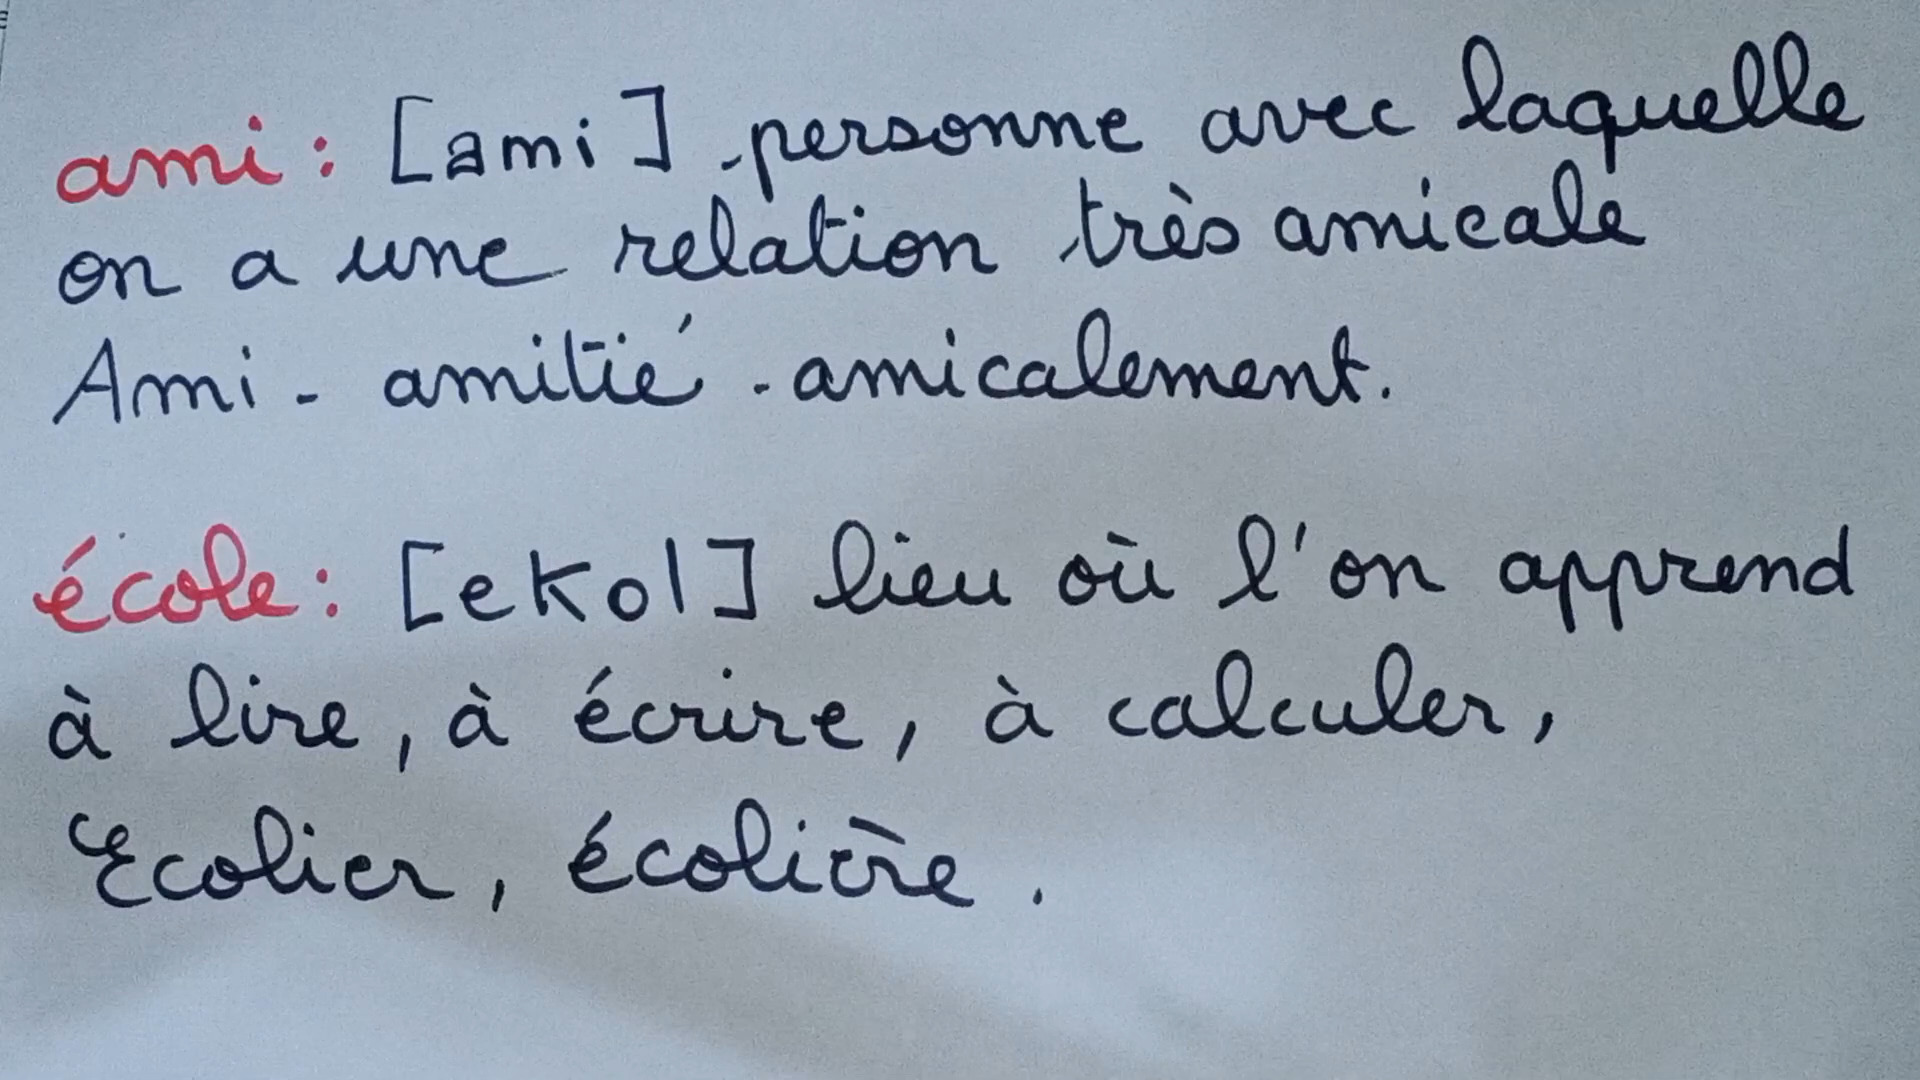 ami : [ami] - personne avec laquelle
on a une relation très amicale
Ami - amitié - amicalement.
école : [ekol] lieu où l'on apprend
à lire, à écrire, à calculer,
Ecolier, écolière.